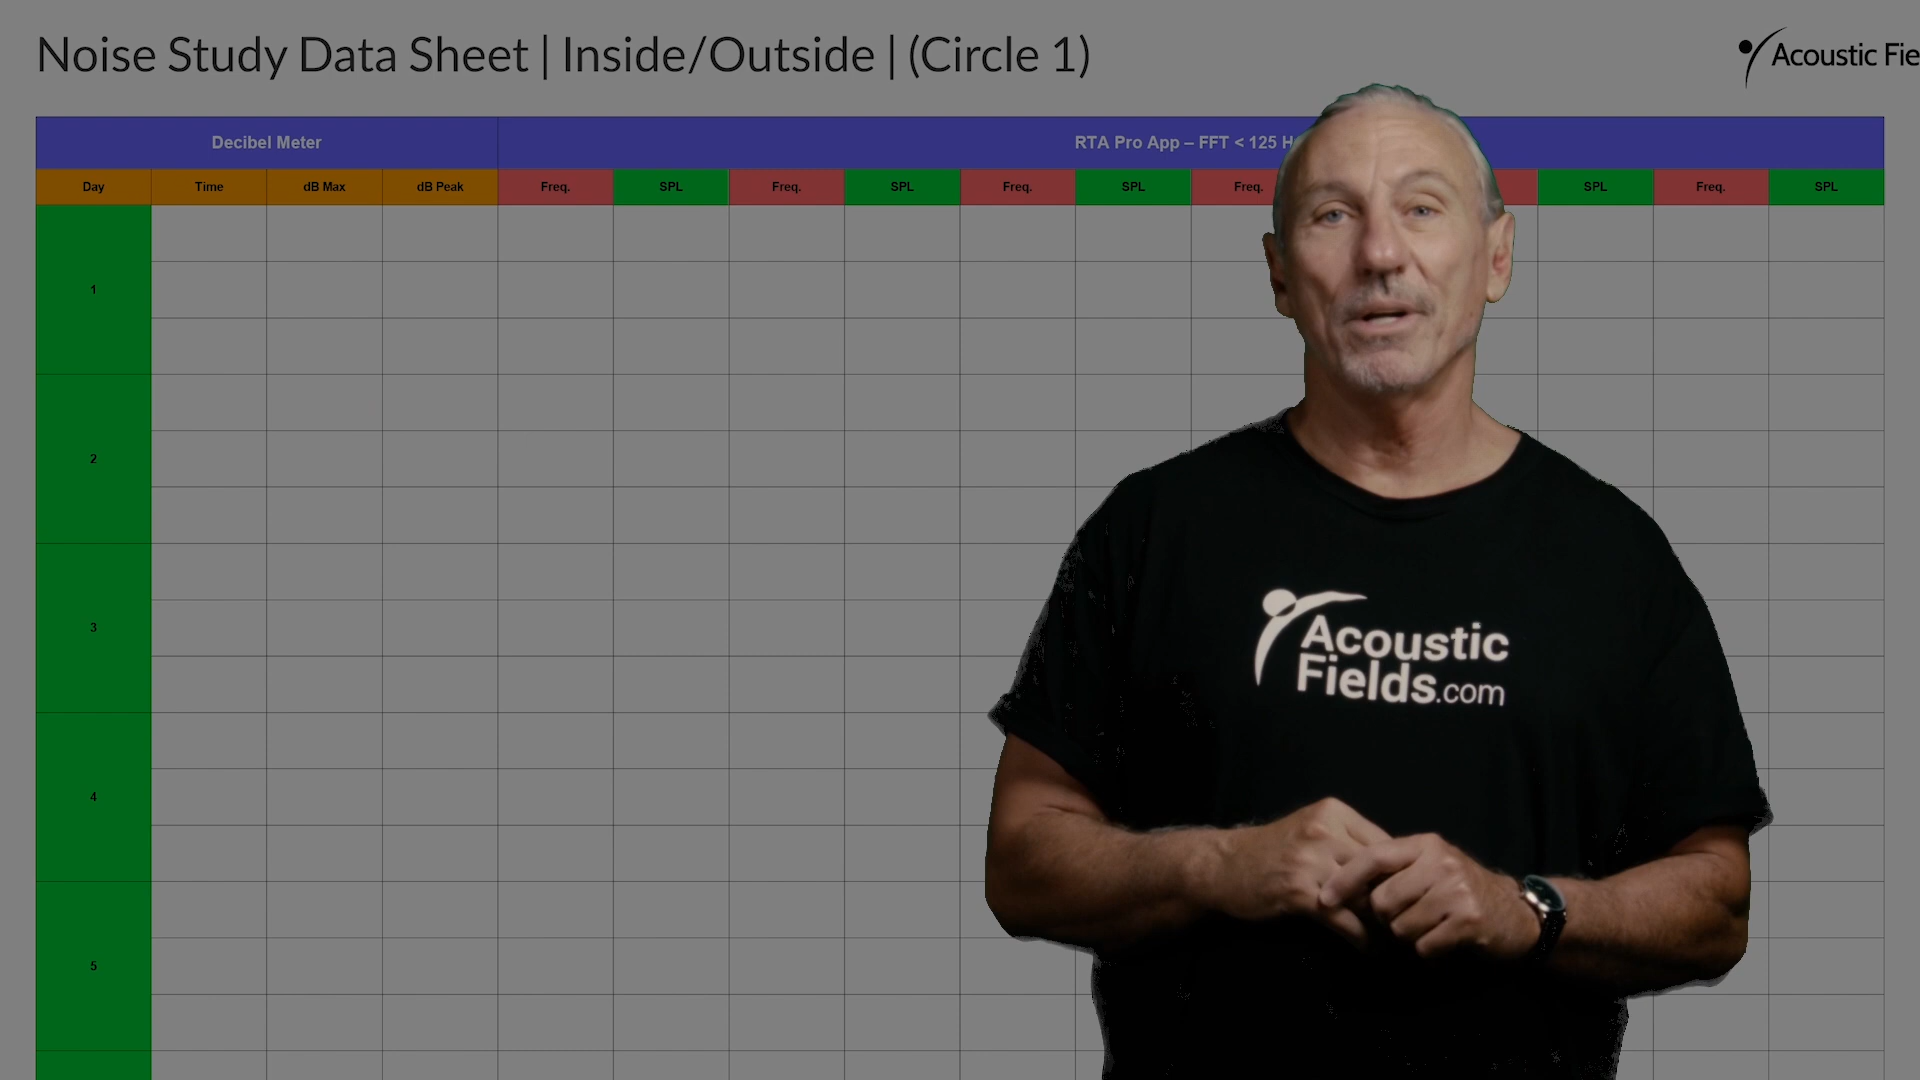 Noise Study Data Sheet | Inside/Outside | (Circle 1)
Acoustic Fie
Decibel Meter
RTA Pro App – FFT < 125 H
Day Time dB Max dB Peak Freq. SPL Freq. SPL Freq. SPL Freq. SPL Freq. SPL
1
2
3
Acoustic
Fields.com
4
5